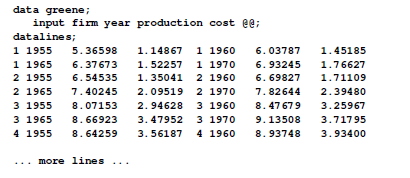 data greene;
input firm year production cost @@;
datalines;
1 1955 5.36598 1.14867 1 1960 6.03787 1.45185
1 1965 6.37673 1.52257 1 1970 6.93245 1.76627
2 1955 6.54535 1.35041 2 1960 6.69827 1.71109
2 1965 7.40245 2.09519 2 1970 7.82644 2.39480
3 1955 8.07153 2.94628 3 1960 8.47679 3.25967
3 1965 8.66923 3.47952 3 1970 9.13508 3.71795
4 1955 8.64259 3.56187 4 1960 8.93748 3.93400
... more lines ...